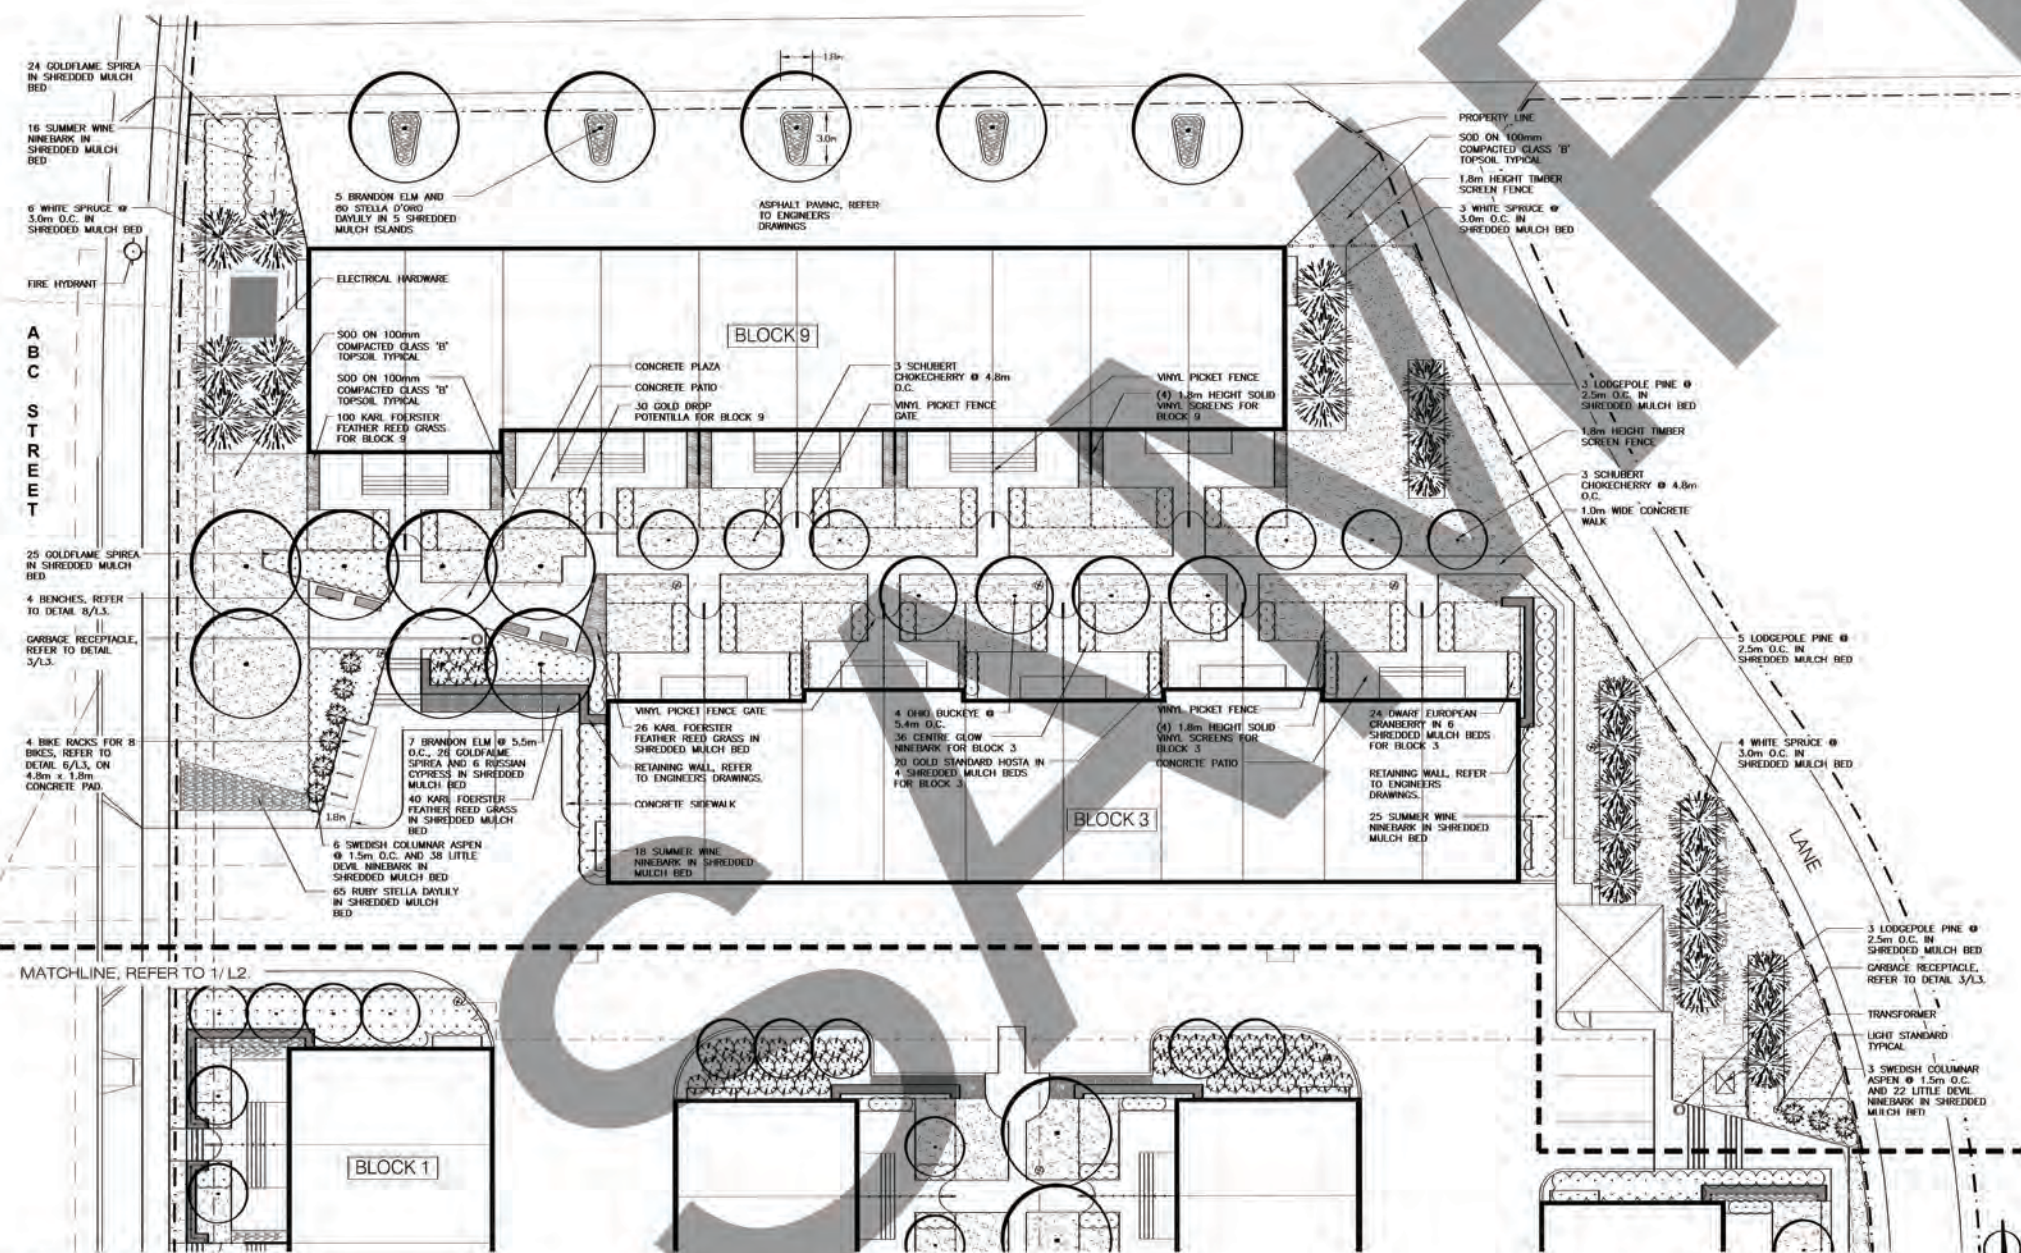 24 GOLDFLAME SPIREA
IN SHREDDED MULCH
BED
16 SUMMER WINE
NINEBARK IN
SHREDDED MULCH
BED
6 WHITE SPRUCE @
3.0m O.C. IN
SHREDDED MULCH BED
FIRE HYDRANT
ABC STREET
25 GOLDFLAME SPIREA
IN SHREDDED MULCH
BED
4 BENCHES, REFER
TO DETAIL 8/L3.
GARBAGE RECEPTACLE,
REFER TO DETAIL
3/L3.
4 BIKE RACKS FOR 8
BIKES, REFER TO
DETAIL 6/L3, ON
4.8m x 1.8m
CONCRETE PAD.
1.8m
3.0m
5 BRANDON ELM AND
80 STELLA D'ORO
DAYLILY IN 5 SHREDDED
MULCH ISLANDS
ASPHALT PAVING, REFER
TO ENGINEERS
DRAWINGS
ELECTRICAL HARDWARE
SOD ON 100mm
COMPACTED CLASS 'B'
TOPSOIL TYPICAL
SOD ON 100mm
COMPACTED CLASS 'B'
TOPSOIL TYPICAL
100 KARL FOERSTER
FEATHER REED GRASS
FOR BLOCK 9
BLOCK 9
CONCRETE PLAZA
CONCRETE PATIO
30 GOLD DROP
POTENTILLA FOR BLOCK 9
3 SCHUBERT
CHOKECHERRY @ 4.8m
O.C.
VINYL PICKET FENCE
GATE
VINYL PICKET FENCE
(4) 1.8m HEIGHT SOLID
VINYL SCREENS FOR
BLOCK 9
PROPERTY LINE
SOD ON 100mm
COMPACTED CLASS 'B'
TOPSOIL TYPICAL
1.8m HEIGHT TIMBER
SCREEN FENCE
3 WHITE SPRUCE @
3.0m O.C. IN
SHREDDED MULCH BED
3 LODGEPOLE PINE @
2.5m O.C. IN
SHREDDED MULCH BED
1.8m HEIGHT TIMBER
SCREEN FENCE
3 SCHUBERT
CHOKECHERRY @ 4.8m
O.C.
1.0m WIDE CONCRETE
WALK
5 LODGEPOLE PINE @
2.5m O.C. IN
SHREDDED MULCH BED
4 WHITE SPRUCE @
3.0m O.C. IN
SHREDDED MULCH BED
LANE
3 LODGEPOLE PINE @
2.5m O.C. IN
SHREDDED MULCH BED
GARBAGE RECEPTACLE,
REFER TO DETAIL 3/L3.
TRANSFORMER
LIGHT STANDARD
TYPICAL
3 SWEDISH COLUMNAR
ASPEN @ 1.5m O.C.
AND 22 LITTLE DEVIL
NINEBARK IN SHREDDED
MULCH BED
7 BRANDON ELM @ 5.5m
O.C., 26 GOLDFALME
SPIREA AND 6 RUSSIAN
CYPRESS IN SHREDDED
MULCH BED
40 KARL FOERSTER
FEATHER REED GRASS
IN SHREDDED MULCH
BED
1.8m
6 SWEDISH COLUMNAR ASPEN
@ 1.5m O.C. AND 38 LITTLE
DEVIL NINEBARK IN
SHREDDED MULCH BED
65 RUBY STELLA DAYLILY
IN SHREDDED MULCH
BED
VINYL PICKET FENCE GATE
26 KARL FOERSTER
FEATHER REED GRASS IN
SHREDDED MULCH BED
RETAINING WALL, REFER
TO ENGINEERS DRAWINGS.
CONCRETE SIDEWALK
18 SUMMER WINE
NINEBARK IN SHREDDED
MULCH BED
4 OHIO BUCKEYE @
5.4m O.C.
36 CENTRE GLOW
NINEBARK FOR BLOCK 3
20 GOLD STANDARD HOSTA IN
4 SHREDDED MULCH BEDS
FOR BLOCK 3
VINYL PICKET FENCE
(4) 1.8m HEIGHT SOLID
VINYL SCREENS FOR
BLOCK 3
CONCRETE PATIO
24 DWARF EUROPEAN
CRANBERRY IN 6
SHREDDED MULCH BEDS
FOR BLOCK 3
RETAINING WALL, REFER
TO ENGINEERS
DRAWINGS.
25 SUMMER WINE
NINEBARK IN SHREDDED
MULCH BED
BLOCK 3
MATCHLINE, REFER TO 1/L2.
BLOCK 1
SAMP